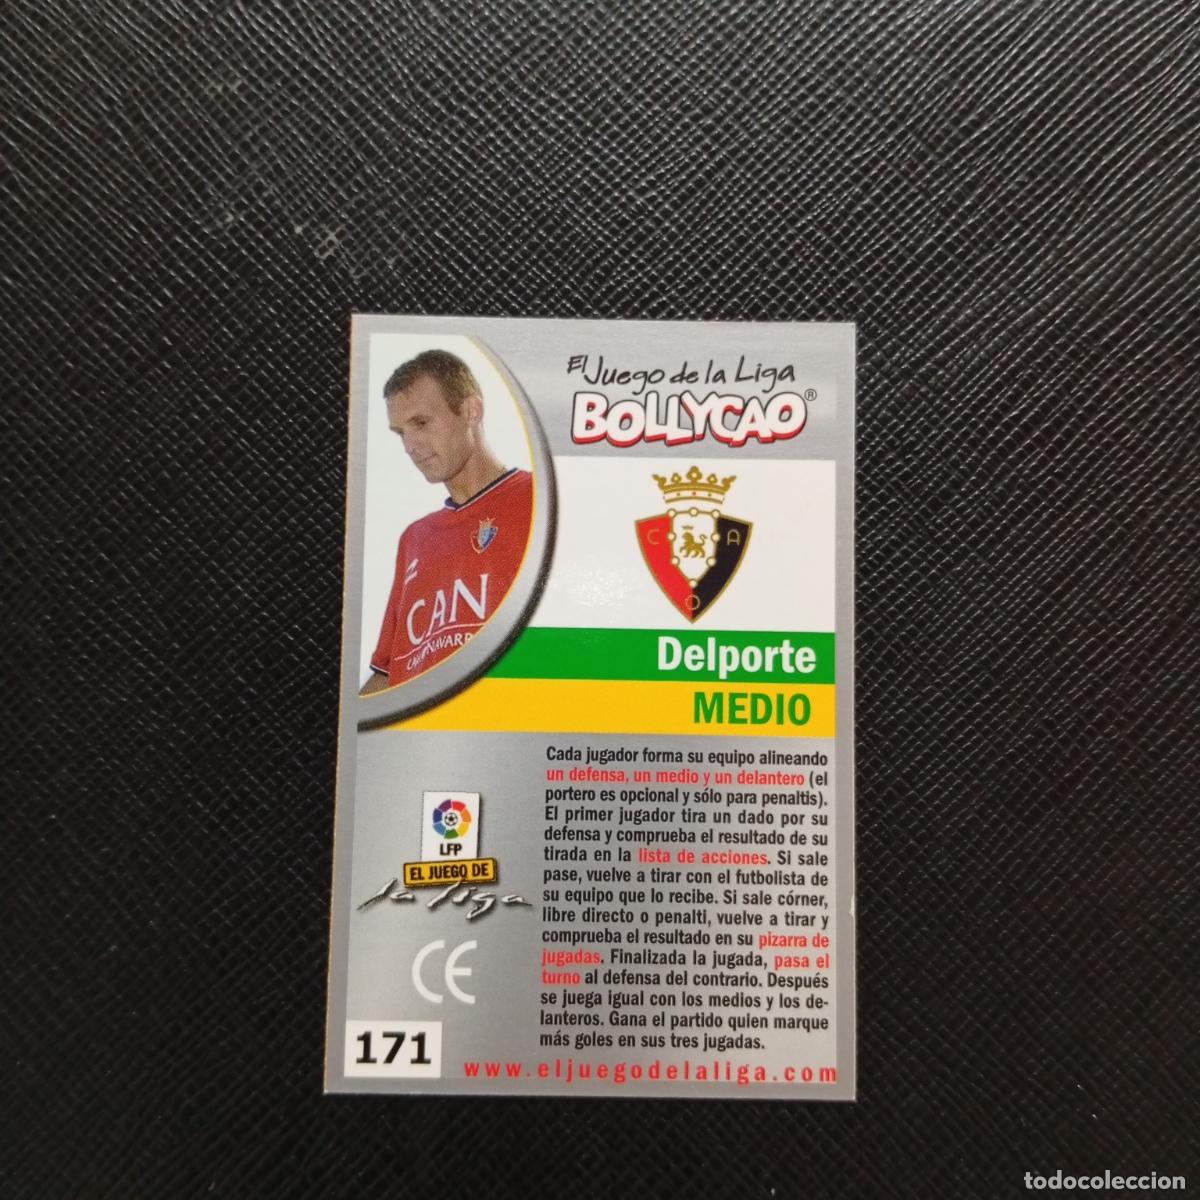 El Juego de la Liga
BOLLYCAO®
C A
O
CAN
NAVARR
Delporte
MEDIO
Cada jugador forma su equipo alineando
un defensa, un medio y un delantero (el
portero es opcional y sólo para penaltis).
El primer jugador tira un dado por su
defensa y comprueba el resultado de su
tirada en la lista de acciones. Si sale
pase, vuelve a tirar con el futbolista de
su equipo que lo recibe. Si sale córner,
libre directo o penalti, vuelve a tirar y
comprueba el resultado en su pizarra de
jugadas. Finalizada la jugada, pasa el
turno al defensa del contrario. Después
se juega igual con los medios y los de-
lanteros. Gana el partido quien marque
más goles en sus tres jugadas.
LFP
EL JUEGO DE
la liga
CE
171
www.eljuegodelaliga.com
todocoleccion